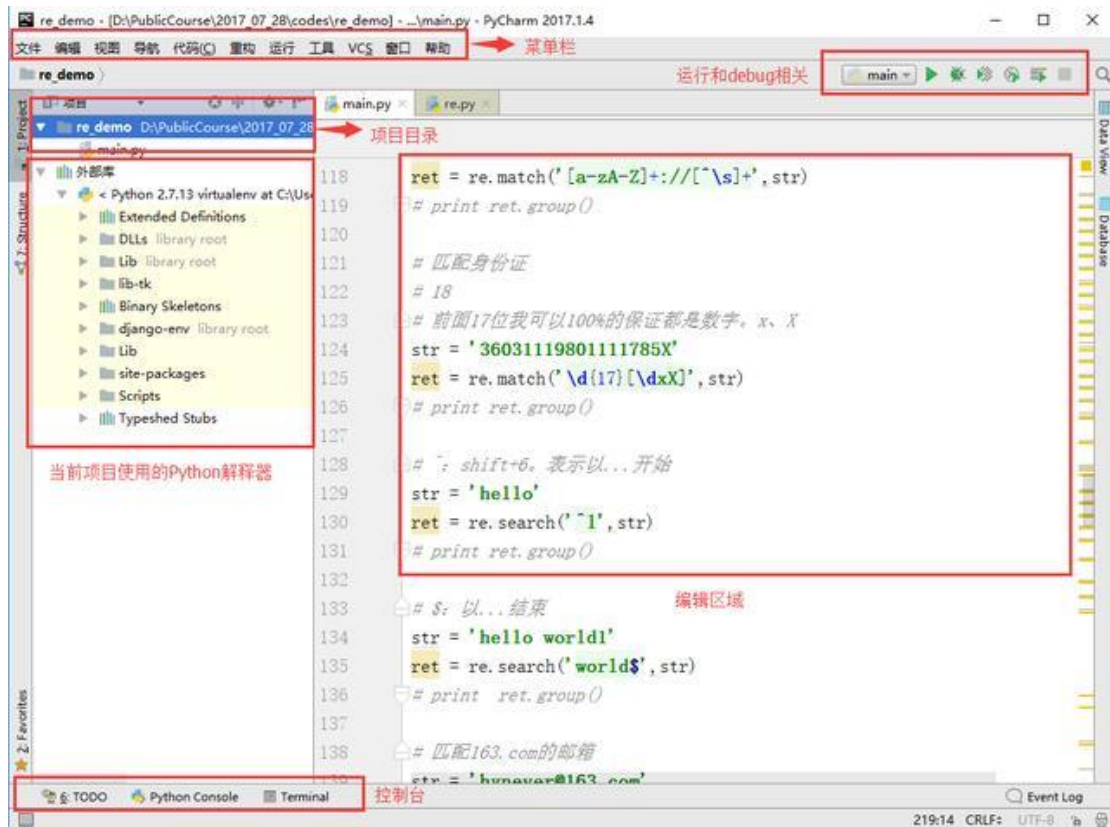 re_demo - [D:\PublicCourse\2017_07_28\codes\re_demo] - ...\main.py - PyCharm 2017.1.4
文件 编辑 视图 导航 代码(C) 重构 运行 工具 VCS 窗口 帮助
菜单栏
re_demo
运行和debug相关
main
1: Project
项目
main.py
re.py
re_demo D:\PublicCourse\2017_07_28
项目目录
main.py
外部库
< Python 2.7.13 virtualenv at C:\Use
Extended Definitions
DLLs library root
Lib library root
lib-tk
Binary Skeletons
django-env library root
Lib
site-packages
Scripts
Typeshed Stubs
当前项目使用的Python解释器
7: Structure
2: Favorites
Data View
Database
118 ret = re.match('[a-zA-Z]+://[^\s]+',str)
119 # print ret.group()
120
121 # 匹配身份证
122 # 18
123 # 前面17位我可以100%的保证都是数字。x、X
124 str = '36031119801111785X'
125 ret = re.match('\d{17}[\dxX]',str)
126 # print ret.group()
127
128 # ^: shift+6。表示以...开始
129 str = 'hello'
130 ret = re.search('^l',str)
131 # print ret.group()
132
133 # $: 以...结束
编辑区域
134 str = 'hello world1'
135 ret = re.search('world$',str)
136 # print ret.group()
137
138 # 匹配163.com的邮箱
139 str = 'hynever@163.com'
6: TODO Python Console Terminal
控制台
Event Log
219:14 CRLF: UTF-8